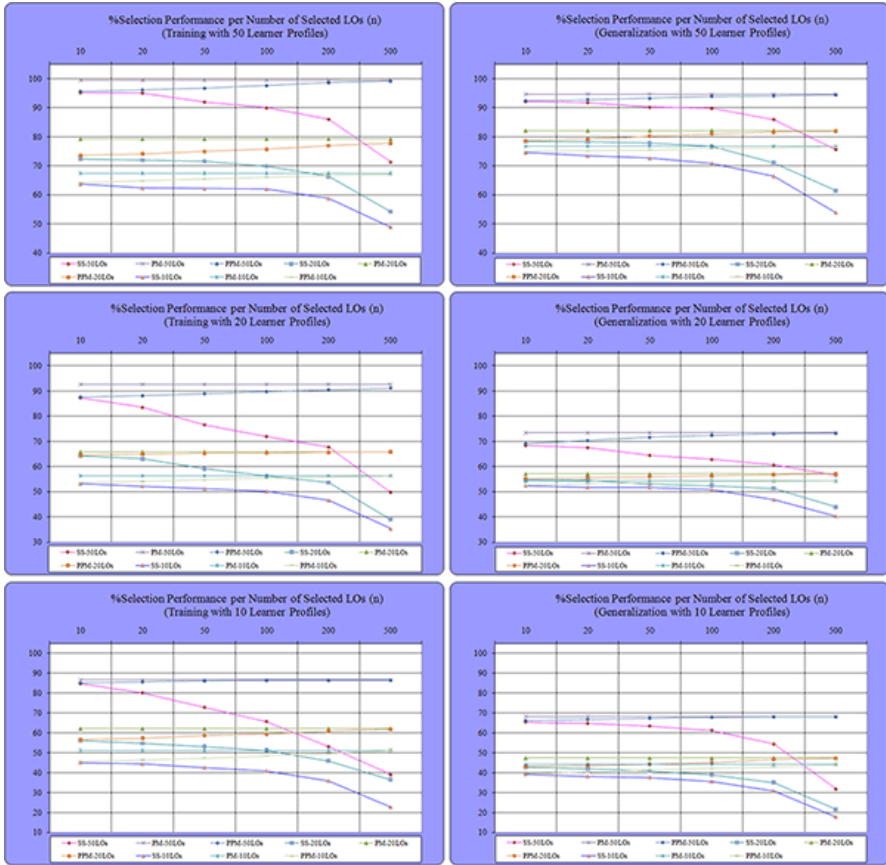 %Selection Performance per Number of Selected LOs (n)
(Training with 50 Learner Profiles)
10 20 50 100 200 500
100
90
80
70
60
50
40
SS-50LOs PM-50LOs PPM-50LOs SS-20LOs PM-20LOs
PPM-20LOs SS-10LOs PM-10LOs PPM-10LOs
%Selection Performance per Number of Selected LOs (n)
(Generalization with 50 Learner Profiles)
10 20 50 100 200 500
100
90
80
70
60
50
40
SS-50LOs PM-50LOs PPM-50LOs SS-20LOs PM-20LOs
PPM-20LOs SS-10LOs PM-10LOs PPM-10LOs
%Selection Performance per Number of Selected LOs (n)
(Training with 20 Learner Profiles)
10 20 50 100 200 500
100
90
80
70
60
50
40
30
SS-50LOs PM-50LOs PPM-50LOs SS-20LOs PM-20LOs
PPM-20LOs SS-10LOs PM-10LOs PPM-10LOs
%Selection Performance per Number of Selected LOs (n)
(Generalization with 20 Learner Profiles)
10 20 50 100 200 500
100
90
80
70
60
50
40
30
SS-50LOs PM-50LOs PPM-50LOs SS-20LOs PM-20LOs
PPM-20LOs SS-10LOs PM-10LOs PPM-10LOs
%Selection Performance per Number of Selected LOs (n)
(Training with 10 Learner Profiles)
10 20 50 100 200 500
100
90
80
70
60
50
40
30
20
10
SS-50LOs PM-50LOs PPM-50LOs SS-20LOs PM-20LOs
PPM-20LOs SS-10LOs PM-10LOs PPM-10LOs
%Selection Performance per Number of Selected LOs (n)
(Generalization with 10 Learner Profiles)
10 20 50 100 200 500
100
90
80
70
60
50
40
30
20
10
SS-50LOs PM-50LOs PPM-50LOs SS-20LOs PM-20LOs
PPM-20LOs SS-10LOs PM-10LOs PPM-10LOs